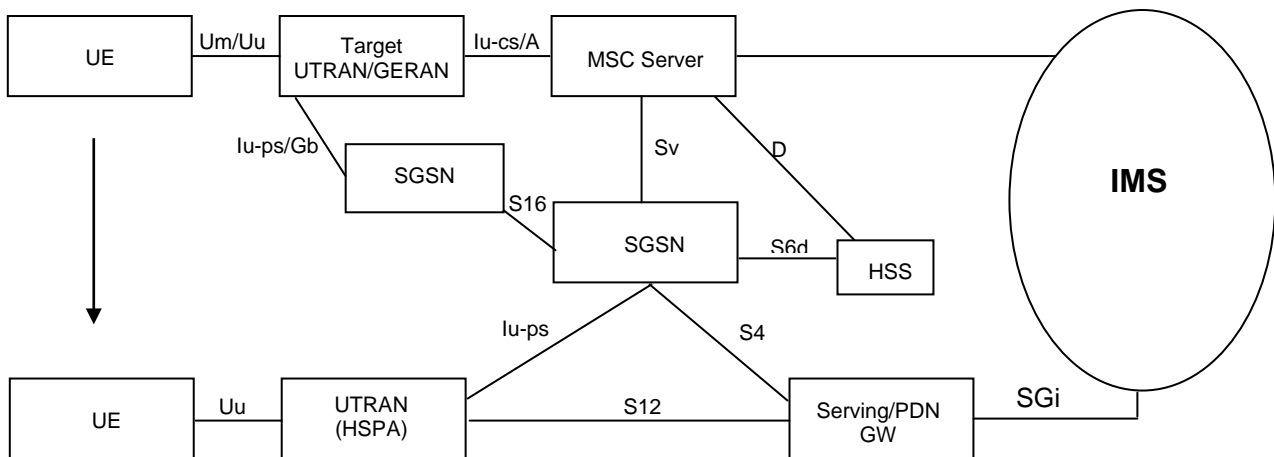 UE
Um/Uu
Target
UTRAN/GERAN
Iu-cs/A
MSC Server
Iu-ps/Gb
SGSN
S16
Sv
D
IMS
SGSN
S6d
HSS
Iu-ps
S4
UE
Uu
UTRAN
(HSPA)
S12
Serving/PDN
GW
SGi